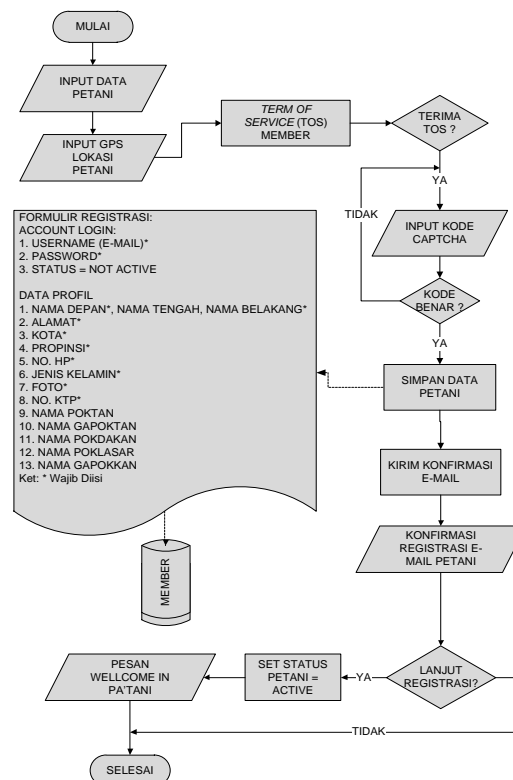 MULAI
INPUT DATA
PETANI
INPUT GPS
LOKASI
PETANI
TERM OF
SERVICE (TOS)
MEMBER
TERIMA
TOS ?
YA
TIDAK
INPUT KODE
CAPTCHA
KODE
BENAR ?
YA
SIMPAN DATA
PETANI
FORMULIR REGISTRASI:
ACCOUNT LOGIN:
1. USERNAME (E-MAIL)*
2. PASSWORD*
3. STATUS = NOT ACTIVE
DATA PROFIL
1. NAMA DEPAN*, NAMA TENGAH, NAMA BELAKANG*
2. ALAMAT*
3. KOTA*
4. PROPINSI*
5. NO. HP*
6. JENIS KELAMIN*
7. FOTO*
8. NO. KTP*
9. NAMA POKTAN
10. NAMA GAPOKTAN
11. NAMA POKDAKAN
12. NAMA POKLASAR
13. NAMA GAPOKKAN
Ket: * Wajib Diisi
MEMBER
KIRIM KONFIRMASI
E-MAIL
KONFIRMASI
REGISTRASI E-
MAIL PETANI
LANJUT
REGISTRASI?
YA
SET STATUS
PETANI =
ACTIVE
PESAN
WELLCOME IN
PA'TANI
TIDAK
SELESAI